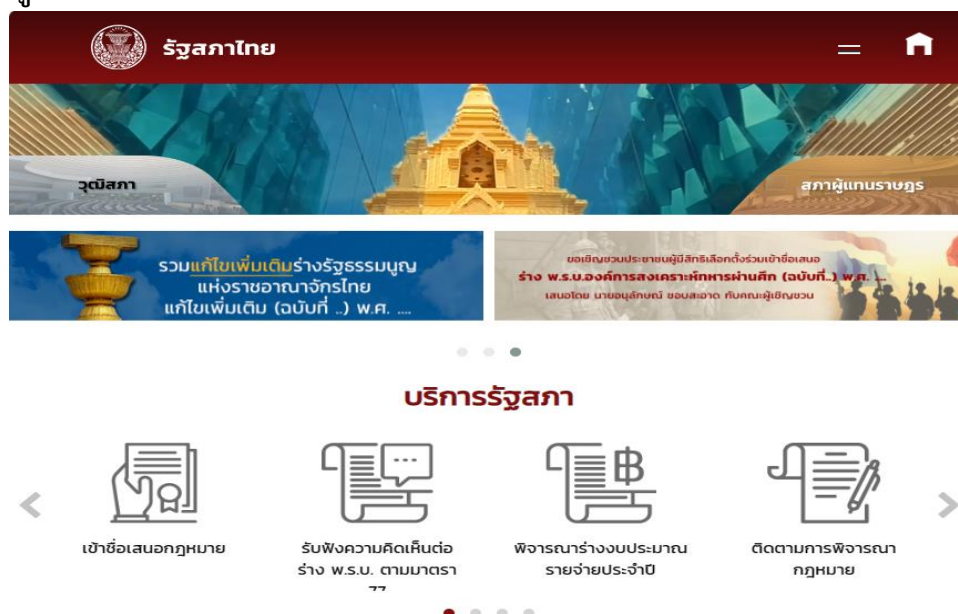 รัฐสภาไทย
วุฒิสภา
สภาผู้แทนราษฎร
รวมแก้ไขเพิ่มเติมร่างรัฐธรรมนูญ
แห่งราชอาณาจักรไทย
แก้ไขเพิ่มเติม (ฉบับที่ ..) พ.ศ. ....
ขอเชิญชวนประชาชนผู้มีสิทธิเลือกตั้งร่วมเข้าชื่อเสนอ
ร่าง พ.ร.บ.องค์การสงเคราะห์ทหารผ่านศึก (ฉบับที่..) พ.ศ. ...
เสนอโดย นายอนุลักษณ์ ชอบสะอาด กับคณะผู้เชิญชวน
บริการรัฐสภา
เข้าชื่อเสนอกฎหมาย
รับฟังความคิดเห็นต่อ
ร่าง พ.ร.บ. ตามมาตรา
77
พิจารณาร่างงบประมาณ
รายจ่ายประจำปี
ติดตามการพิจารณา
กฎหมาย